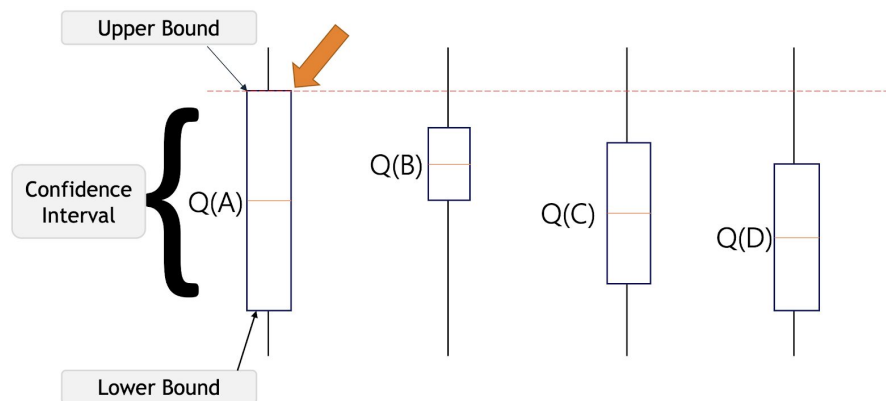 Upper Bound
Confidence
Interval
Q(A)
Q(B)
Q(C)
Q(D)
Lower Bound